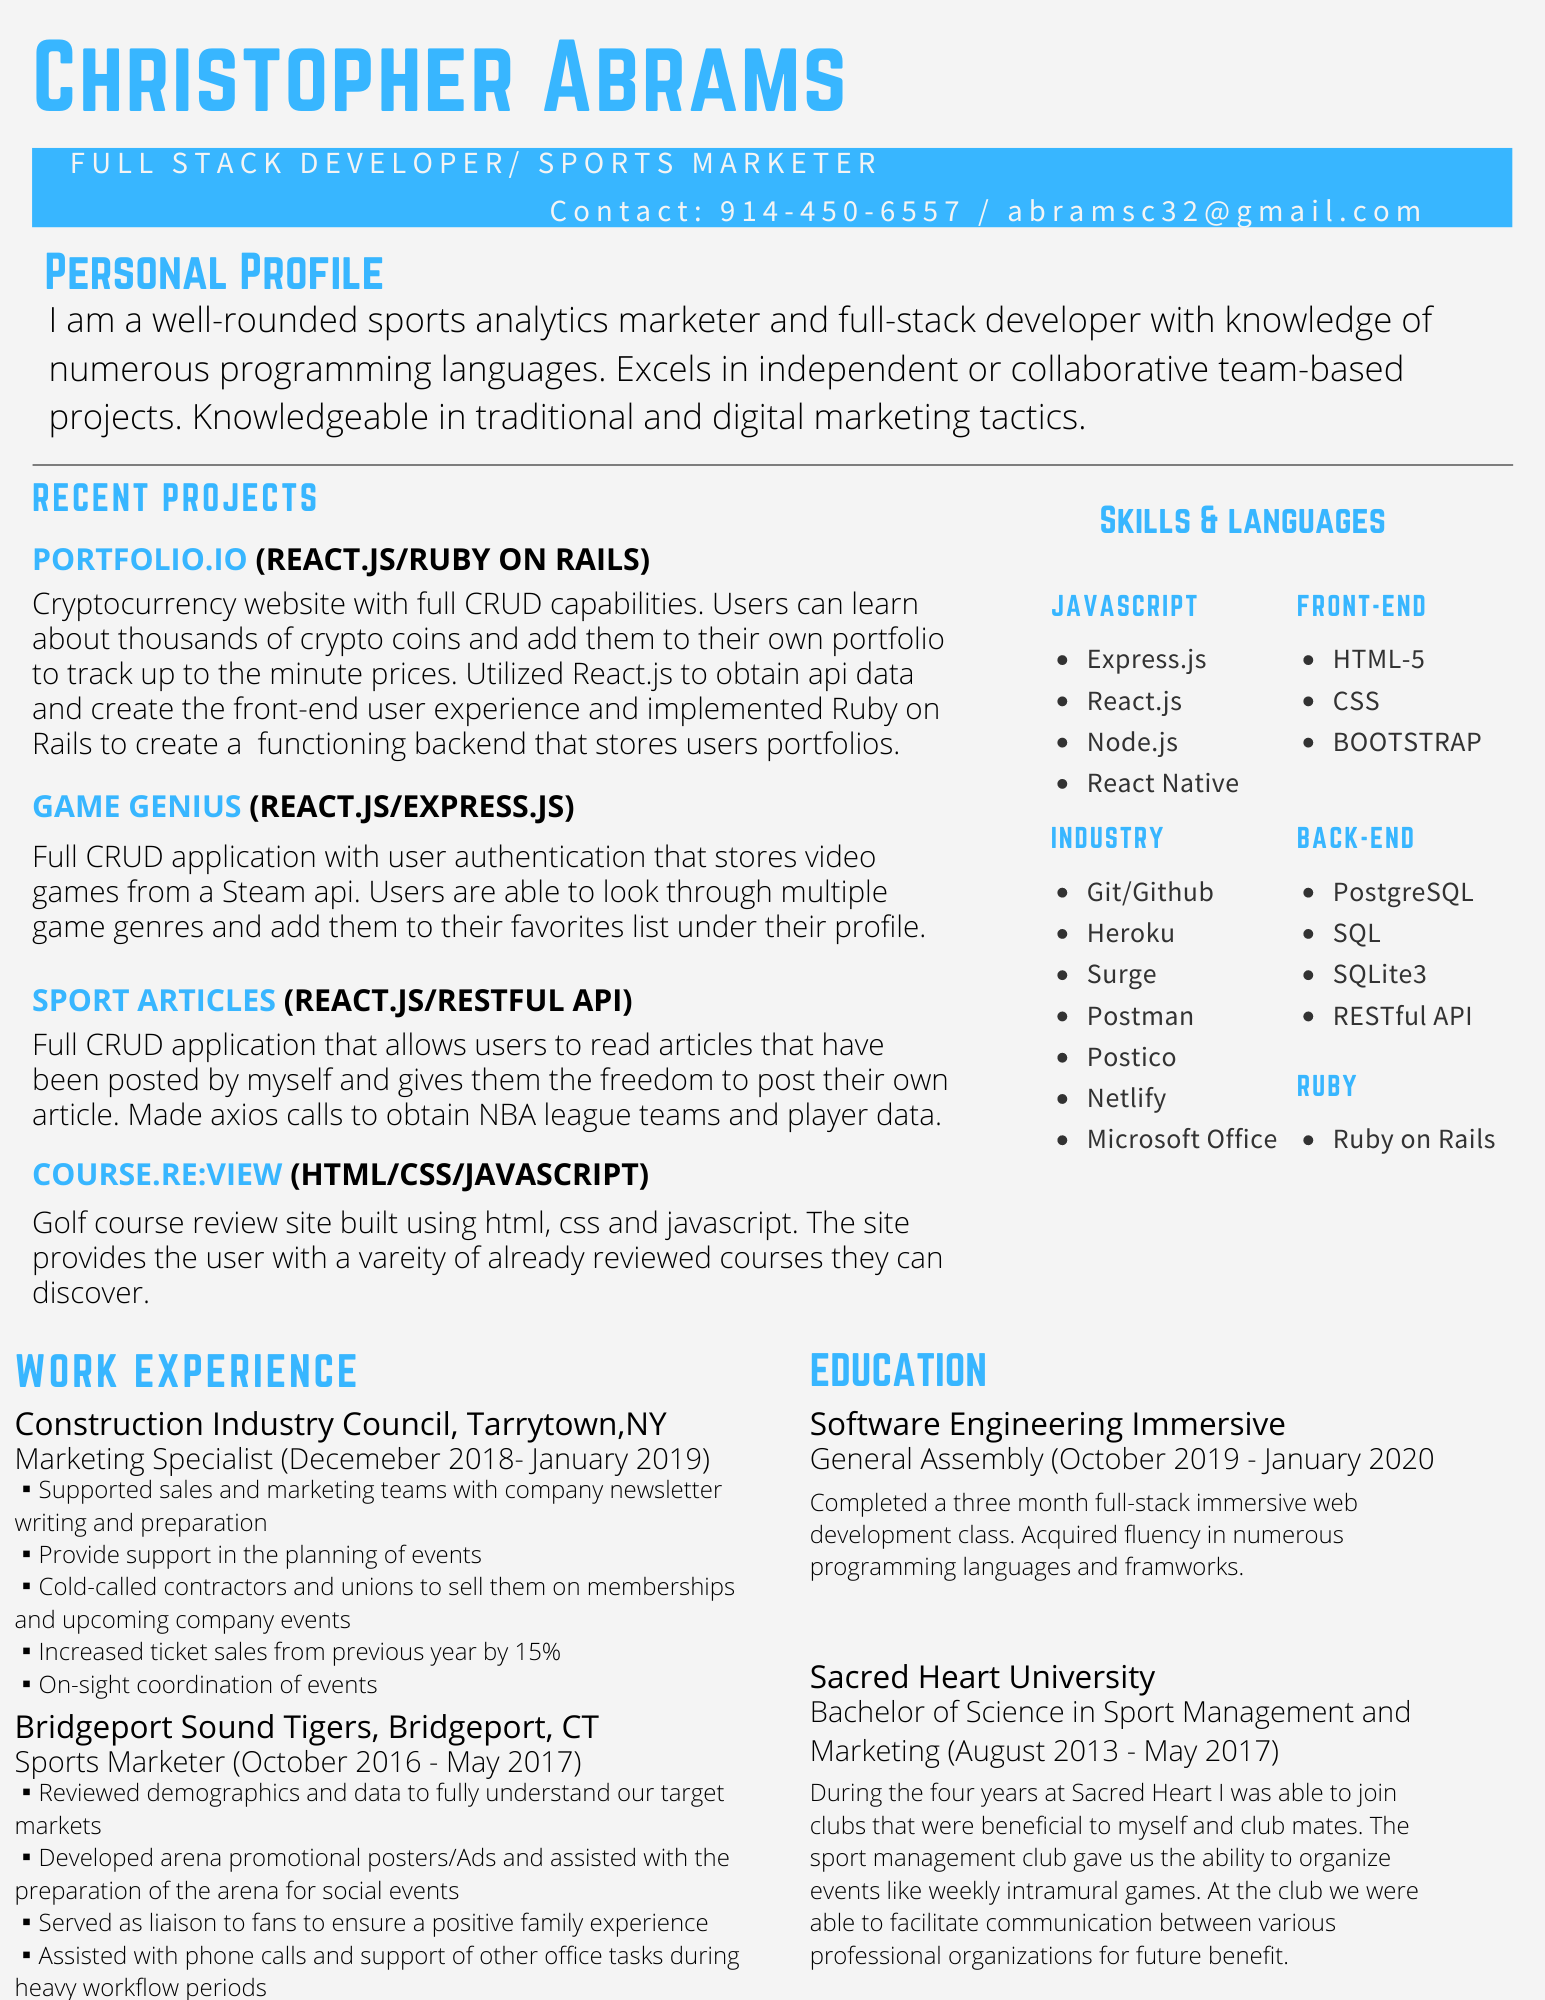 Christopher Abrams
FULL STACK DEVELOPER/ SPORTS MARKETER
Contact: 914-450-6557 / abramsc32@gmail.com
Personal Profile
I am a well-rounded sports analytics marketer and full-stack developer with knowledge of
numerous programming languages. Excels in independent or collaborative team-based
projects. Knowledgeable in traditional and digital marketing tactics.
RECENT PROJECTS
PORTFOLIO.IO (REACT.JS/RUBY ON RAILS)
Cryptocurrency website with full CRUD capabilities. Users can learn
about thousands of crypto coins and add them to their own portfolio
to track up to the minute prices. Utilized React.js to obtain api data
and create the front-end user experience and implemented Ruby on
Rails to create a  functioning backend that stores users portfolios.
GAME GENIUS (REACT.JS/EXPRESS.JS)
Full CRUD application with user authentication that stores video
games from a Steam api. Users are able to look through multiple
game genres and add them to their favorites list under their profile.
SPORT ARTICLES (REACT.JS/RESTFUL API)
Full CRUD application that allows users to read articles that have
been posted by myself and gives them the freedom to post their own
article. Made axios calls to obtain NBA league teams and player data.
COURSE.RE:VIEW (HTML/CSS/JAVASCRIPT)
Golf course review site built using html, css and javascript. The site
provides the user with a vareity of already reviewed courses they can
discover.
Skills & Languages
JAVASCRIPT
• Express.js
• React.js
• Node.js
• React Native
FRONT-END
• HTML-5
• CSS
• BOOTSTRAP
INDUSTRY
• Git/Github
• Heroku
• Surge
• Postman
• Postico
• Netlify
• Microsoft Office
BACK-END
• PostgreSQL
• SQL
• SQLite3
• RESTful API
RUBY
• Ruby on Rails
WORK EXPERIENCE
Construction Industry Council, Tarrytown,NY
Marketing Specialist (Decemeber 2018- January 2019)
▪ Supported sales and marketing teams with company newsletter
writing and preparation
▪ Provide support in the planning of events
▪ Cold-called contractors and unions to sell them on memberships
and upcoming company events
▪ Increased ticket sales from previous year by 15%
▪ On-sight coordination of events
Bridgeport Sound Tigers, Bridgeport, CT
Sports Marketer (October 2016 - May 2017)
▪ Reviewed demographics and data to fully understand our target
markets
▪ Developed arena promotional posters/Ads and assisted with the
preparation of the arena for social events
▪ Served as liaison to fans to ensure a positive family experience
▪ Assisted with phone calls and support of other office tasks during
heavy workflow periods
EDUCATION
Software Engineering Immersive
General Assembly (October 2019 - January 2020
Completed a three month full-stack immersive web
development class. Acquired fluency in numerous
programming languages and framworks.
Sacred Heart University
Bachelor of Science in Sport Management and
Marketing (August 2013 - May 2017)
During the four years at Sacred Heart I was able to join
clubs that were beneficial to myself and club mates. The
sport management club gave us the ability to organize
events like weekly intramural games. At the club we were
able to facilitate communication between various
professional organizations for future benefit.